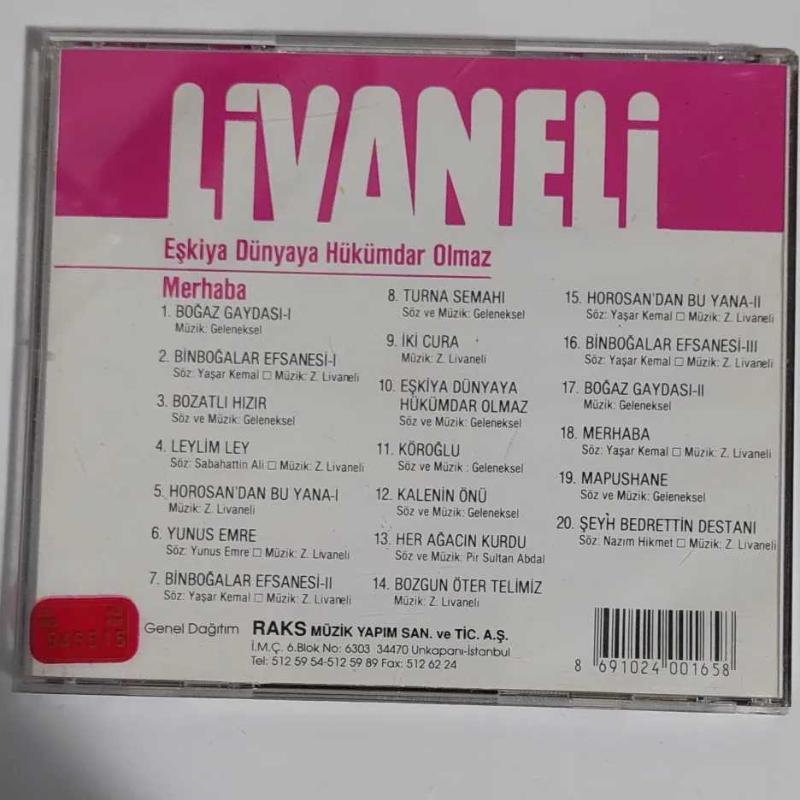 LİVANELİ
Eşkiya Dünyaya Hükümdar Olmaz
Merhaba
1. BOĞAZ GAYDASI-I
Müzik: Geleneksel
2. BİNBOĞALAR EFSANESİ-I
Söz: Yaşar Kemal □ Müzik: Z. Livaneli
3. BOZATLI HIZIR
Söz ve Müzik: Geleneksel
4. LEYLİM LEY
Söz: Sabahattin Ali □ Müzik: Z. Livaneli
5. HOROSAN'DAN BU YANA-I
Müzik: Z. Livaneli
6. YUNUS EMRE
Söz: Yunus Emre □ Müzik: Z. Livaneli
7. BİNBOĞALAR EFSANESİ-II
Söz: Yaşar Kemal □ Müzik: Z. Livaneli
8. TURNA SEMAHI
Söz ve Müzik: Geleneksel
9. İKİ CURA
Müzik: Z. Livaneli
10. EŞKİYA DÜNYAYA
HÜKÜMDAR OLMAZ
Söz ve Müzik: Geleneksel
11. KÖROĞLU
Söz ve Müzik : Geleneksel
12. KALENİN ÖNÜ
Söz ve Müzik: Geleneksel
13. HER AĞACIN KURDU
Söz ve Müzik: Pir Sultan Abdal
14. BOZGUN ÖTER TELİMİZ
Müzik: Z. Livaneli
15. HOROSAN'DAN BU YANA-II
Söz: Yaşar Kemal □ Müzik: Z. Livaneli
16. BİNBOĞALAR EFSANESİ-III
Söz: Yaşar Kemal □ Müzik: Z. Livaneli
17. BOĞAZ GAYDASI-II
Müzik: Geleneksel
18. MERHABA
Söz: Yaşar Kemal □ Müzik: Z. Livaneli
19. MAPUSHANE
Söz ve Müzik: Geleneksel
20. ŞEYH BEDRETTİN DESTANI
Söz: Nazım Hikmet □ Müzik: Z. Livaneli
Genel Dağıtım RAKS MÜZİK YAPIM SAN. ve TİC. A.Ş.
İ.M.Ç. 6.Blok No: 6303 34470 Unkapanı-İstanbul
Tel: 512 59 54-512 59 89 Fax: 512 62 24
8 691024 001658